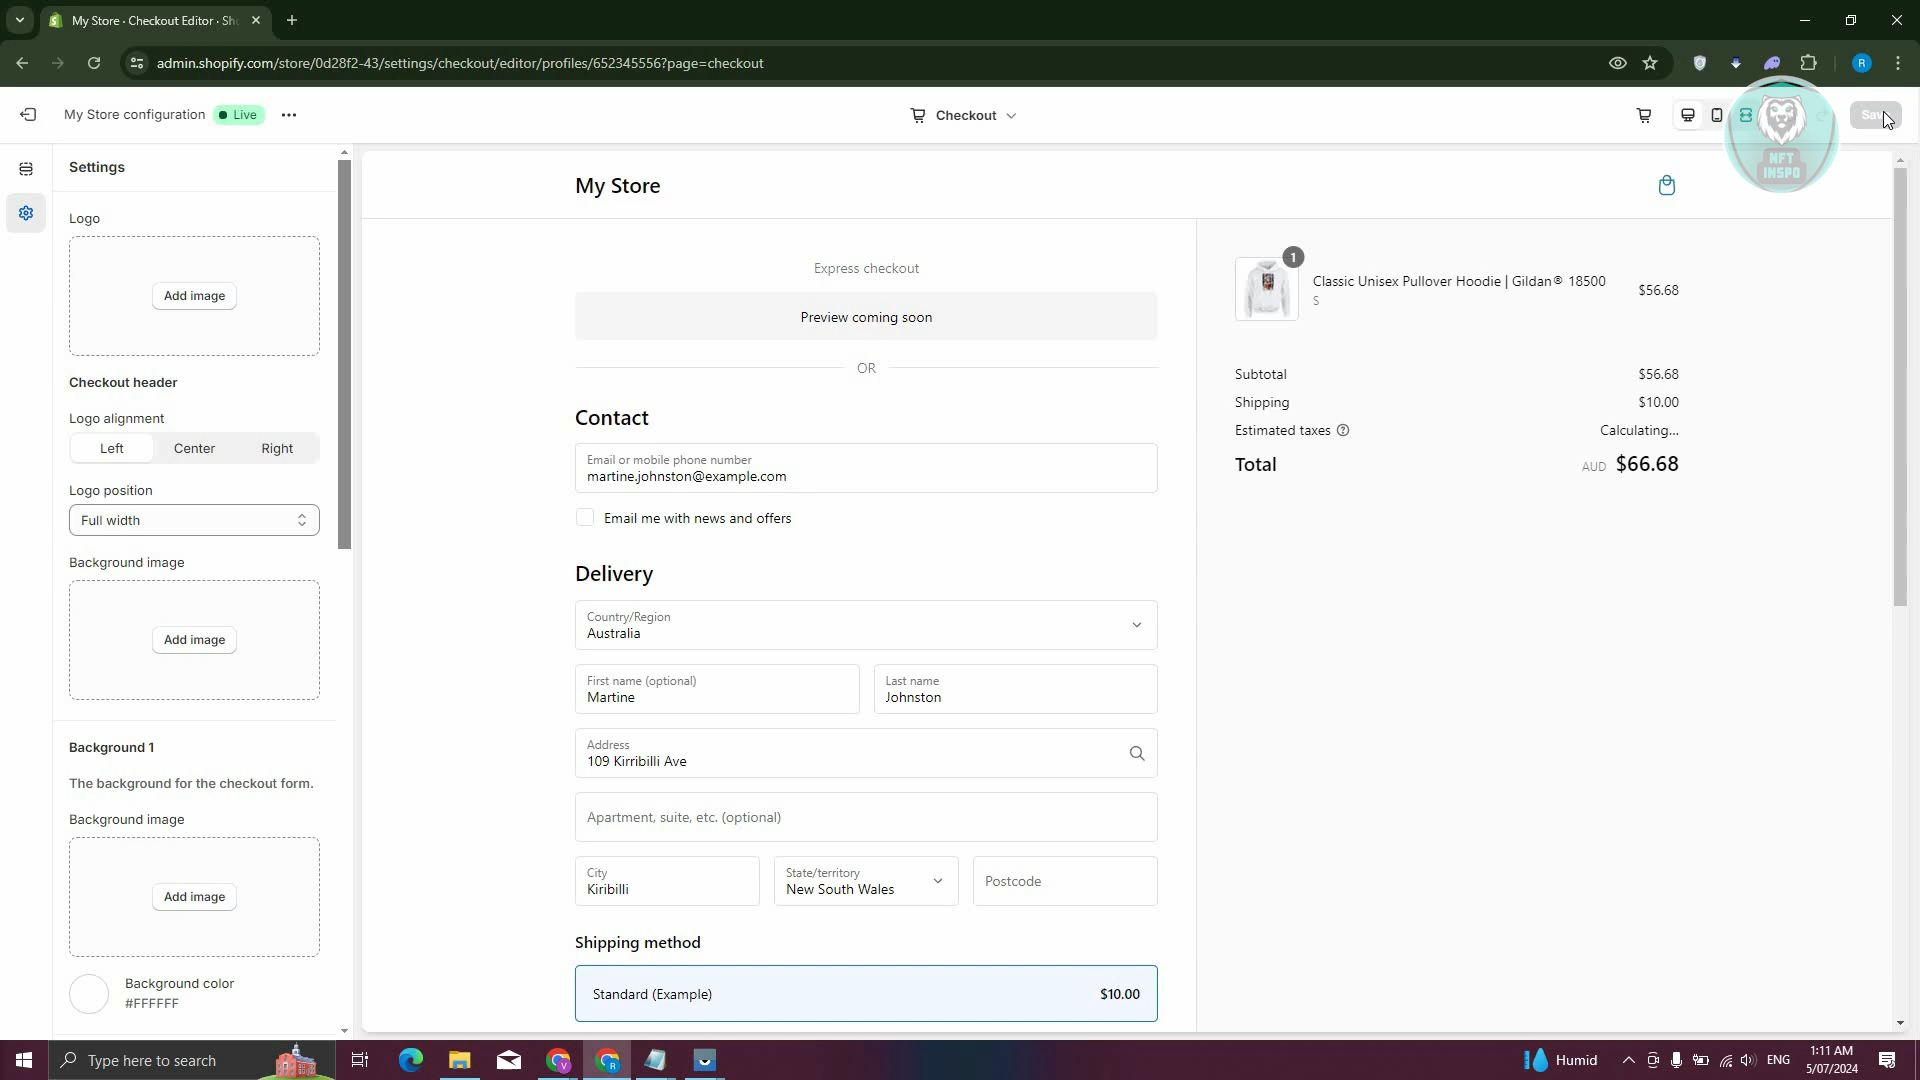 My Store · Checkout Editor · Sh
admin.shopify.com/store/0d28f2-43/settings/checkout/editor/profiles/652345556?page=checkout
R
My Store configuration
Live
Checkout
NFT
INSPO
Settings
Logo
Add image
Checkout header
Logo alignment
Left Center Right
Logo position
Full width
Background image
Add image
Background 1
The background for the checkout form.
Background image
Add image
Background color
#FFFFFF
My Store
Express checkout
Preview coming soon
OR
Contact
Email or mobile phone number
martine.johnston@example.com
Email me with news and offers
Delivery
Country/Region
Australia
First name (optional)
Martine
Last name
Johnston
Address
109 Kirribilli Ave
Apartment, suite, etc. (optional)
City
Kiribilli
State/territory
New South Wales
Postcode
Shipping method
Standard (Example) $10.00
1
Classic Unisex Pullover Hoodie | Gildan® 18500
S
$56.68
Subtotal $56.68
Shipping $10.00
Estimated taxes Calculating...
Total AUD $66.68
Type here to search
V
R
Humid
ENG
1:11 AM
5/07/2024